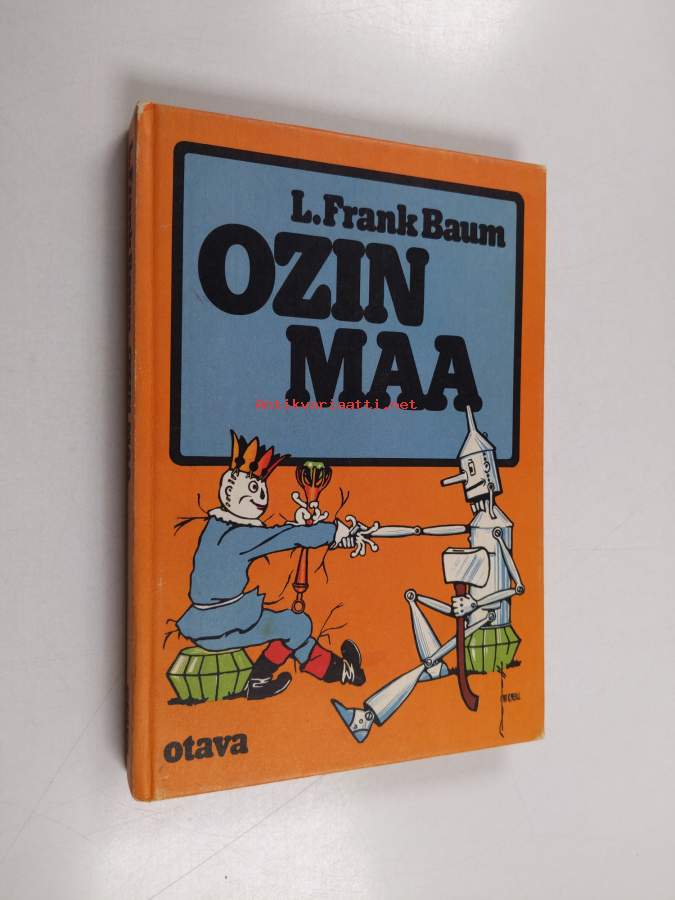 L.Frank Baum
OZIN
MAA
Antikvariaatti.net
otava